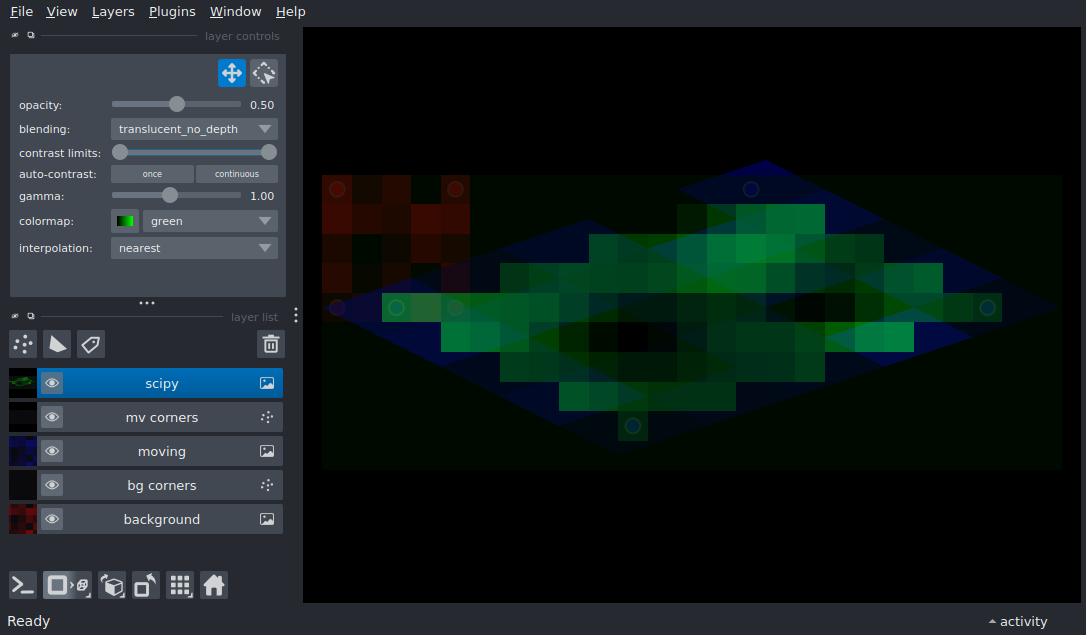 File View Layers Plugins Window Help
layer controls
opacity: 0.50
blending: translucent_no_depth
contrast limits:
auto-contrast: once continuous
gamma: 1.00
colormap: green
interpolation: nearest
layer list
scipy
mv corners
moving
bg corners
background
Ready
activity